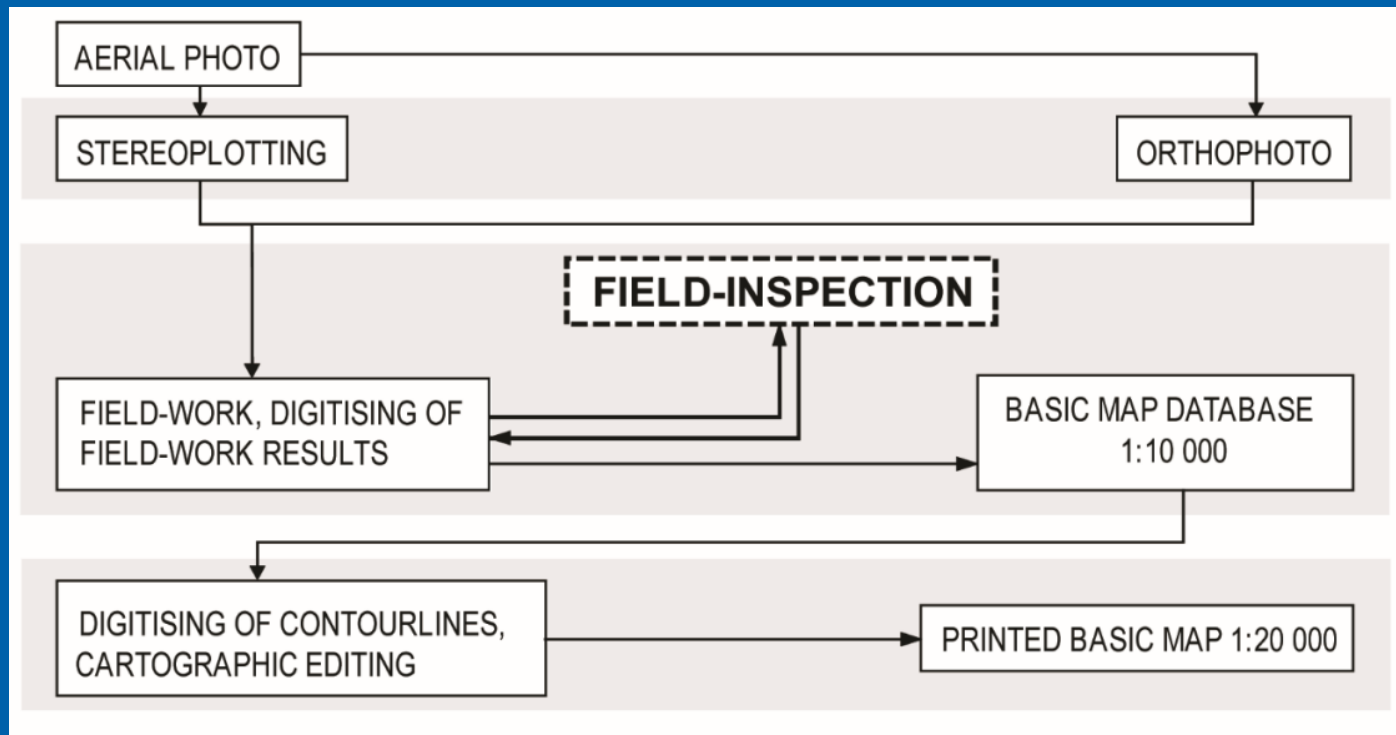 AERIAL PHOTO
STEREOPLOTTING
ORTHOPHOTO
FIELD-INSPECTION
FIELD-WORK, DIGITISING OF
FIELD-WORK RESULTS
BASIC MAP DATABASE
1:10 000
DIGITISING OF CONTOURLINES,
CARTOGRAPHIC EDITING
PRINTED BASIC MAP 1:20 000